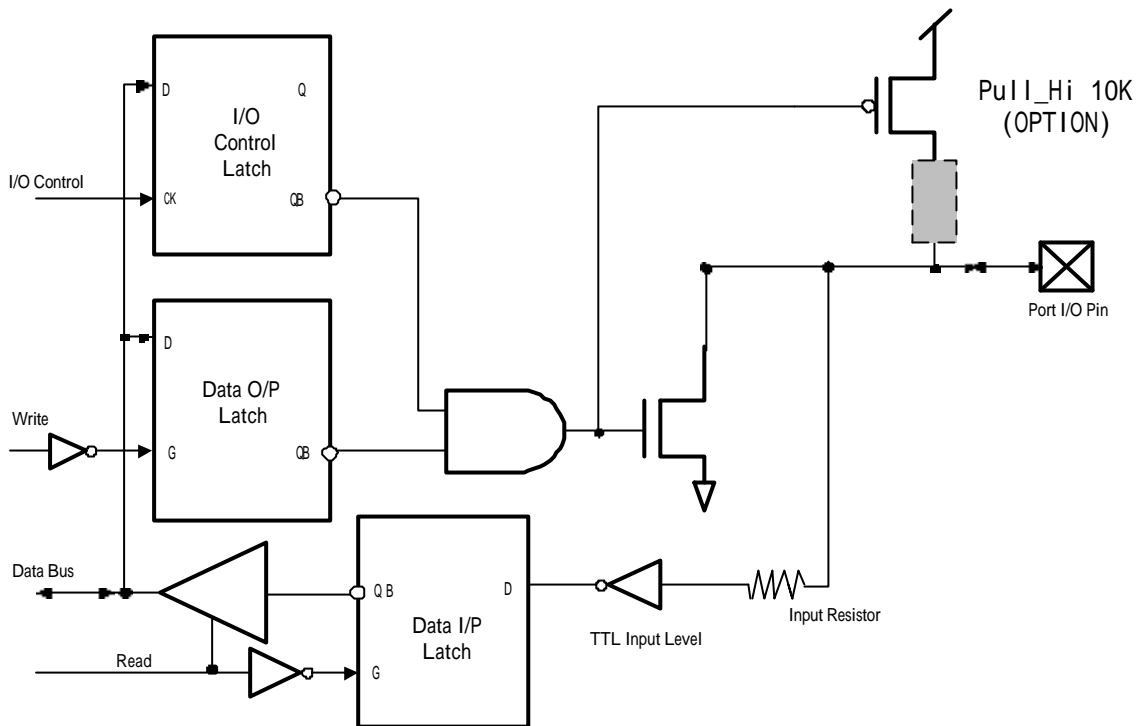 D
Q
I/O
Control
Latch
I/O Control
CK
QB
Pull_Hi 10K
(OPTION)
Port I/O Pin
D
Data O/P
Latch
Write
G
QB
Data Bus
QB
D
Data I/P
Latch
TTL Input Level
Input Resistor
Read
G